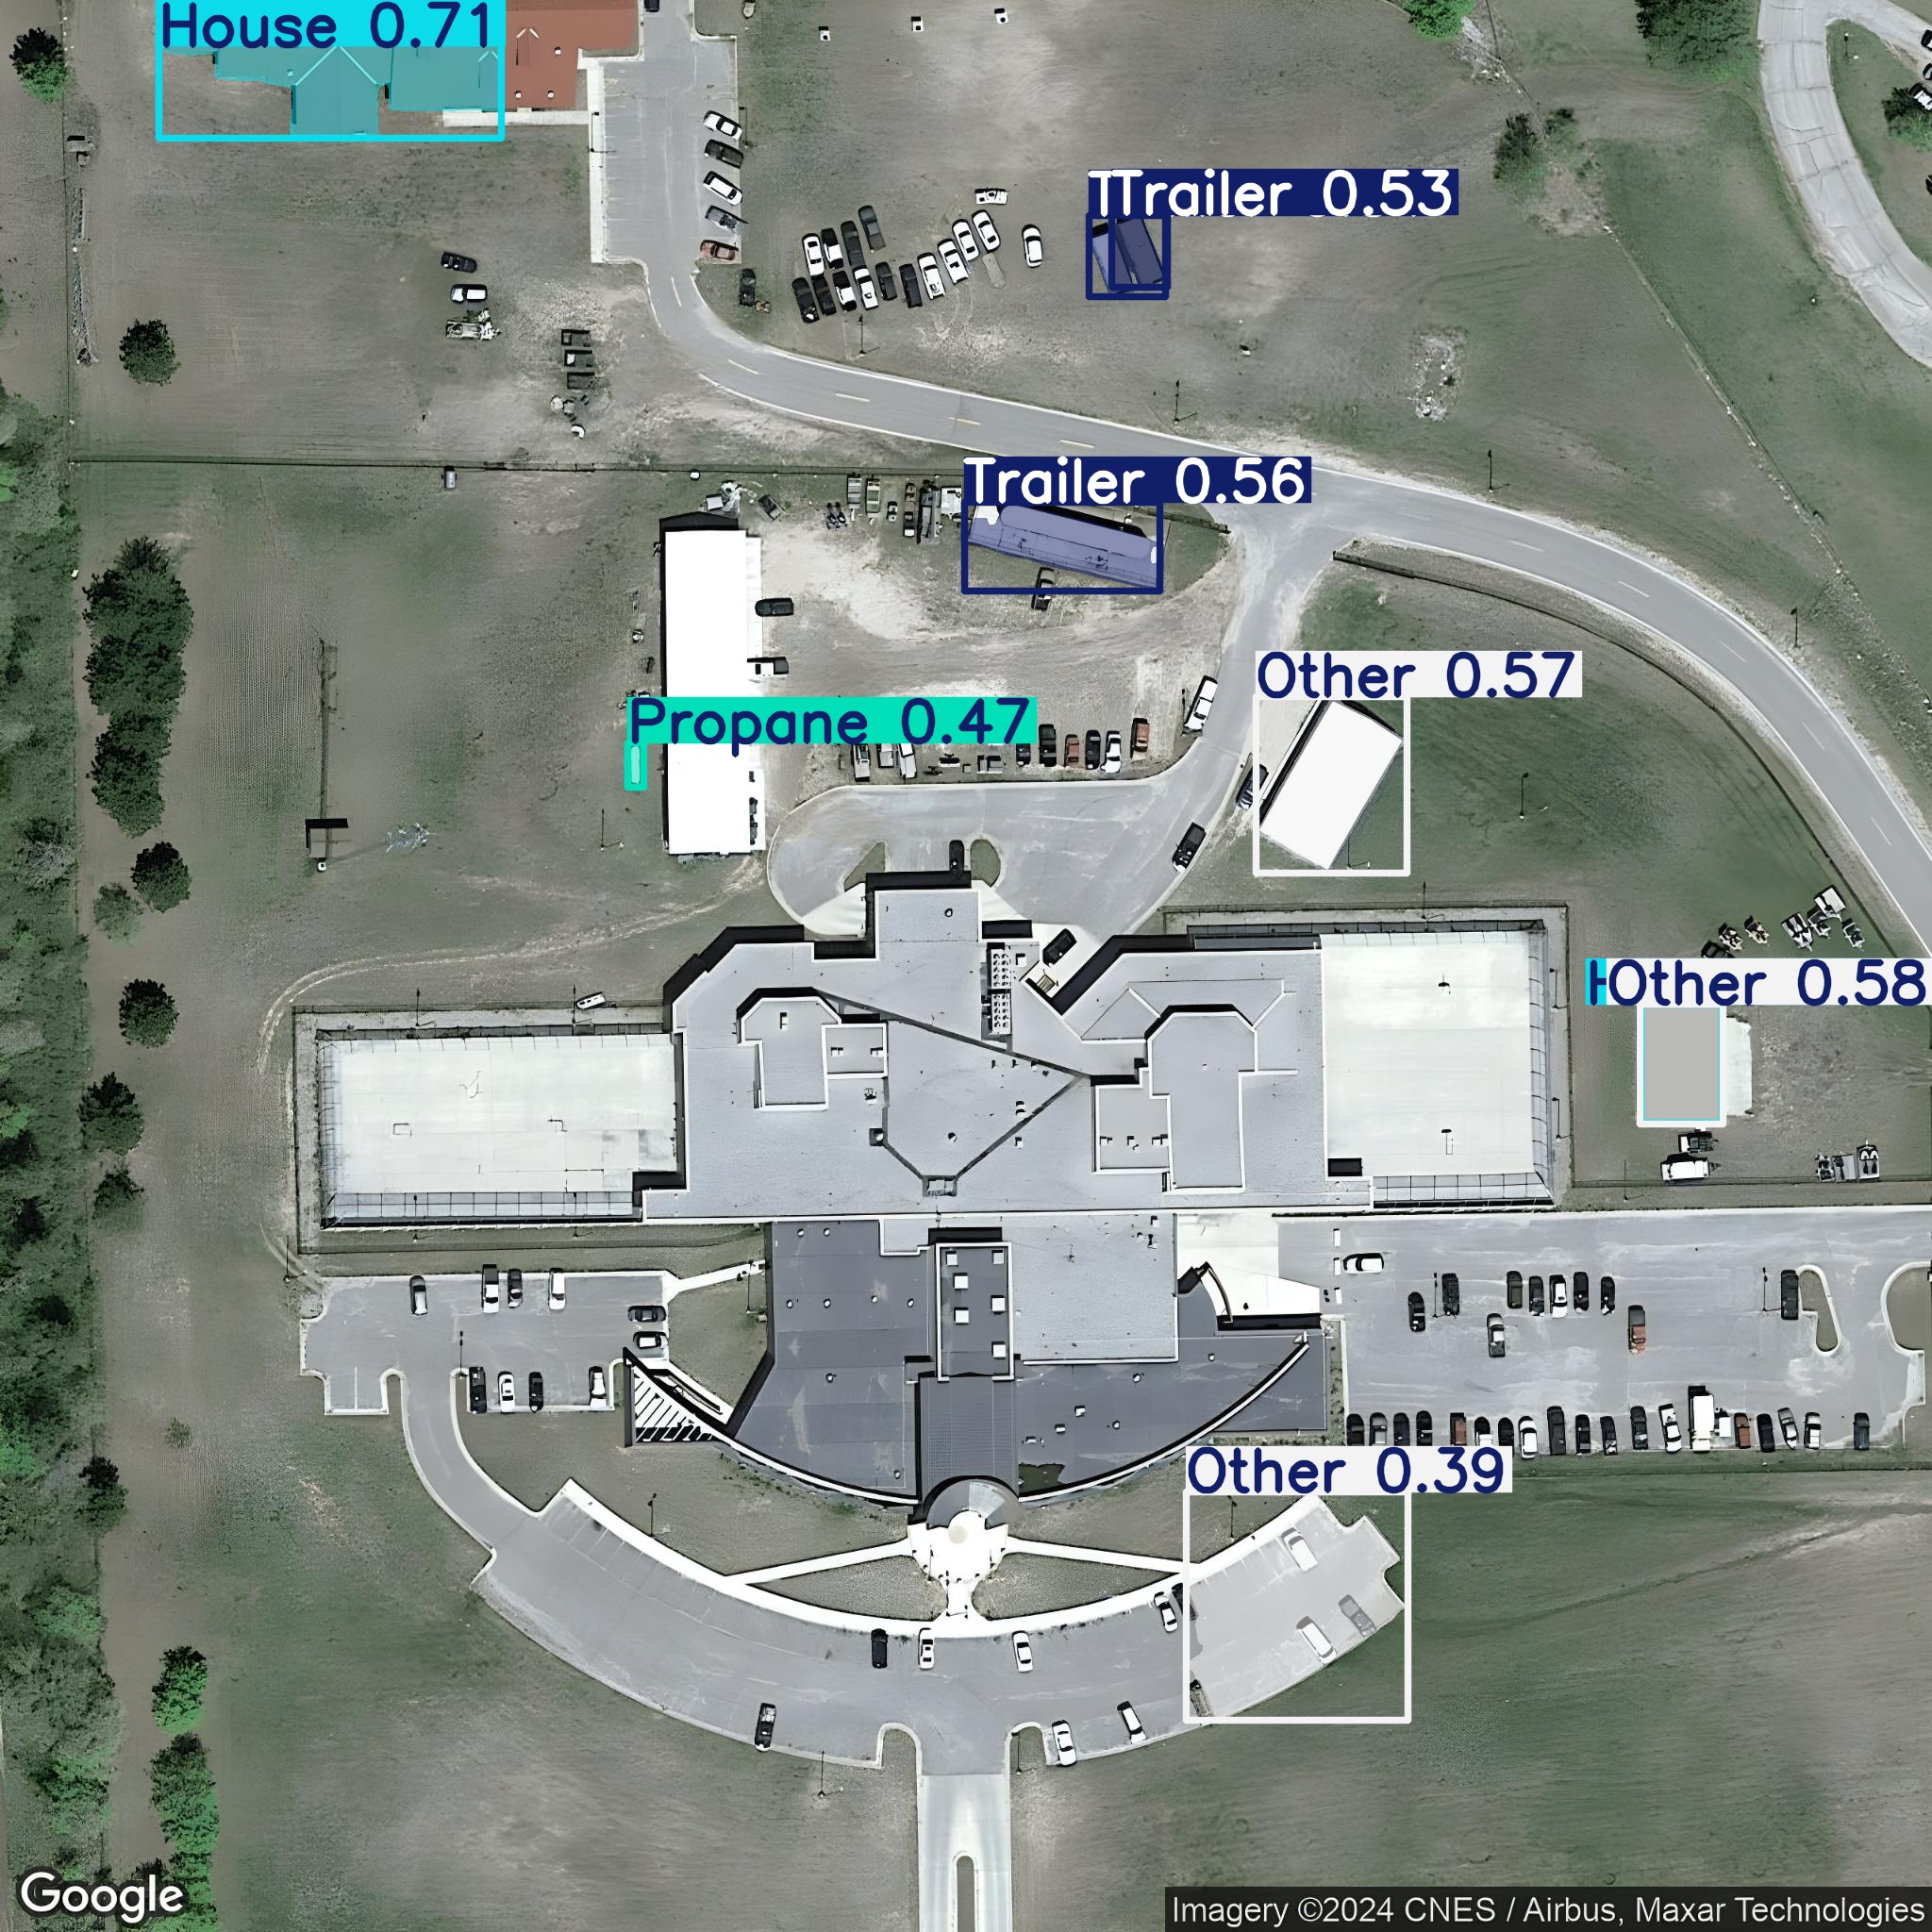 House 0.71
TTrailer 0.53
Trailer 0.56
Other 0.57
Propane 0.47
Other 0.58
Other 0.39
Google
Imagery ©2024 CNES / Airbus, Maxar Technologies